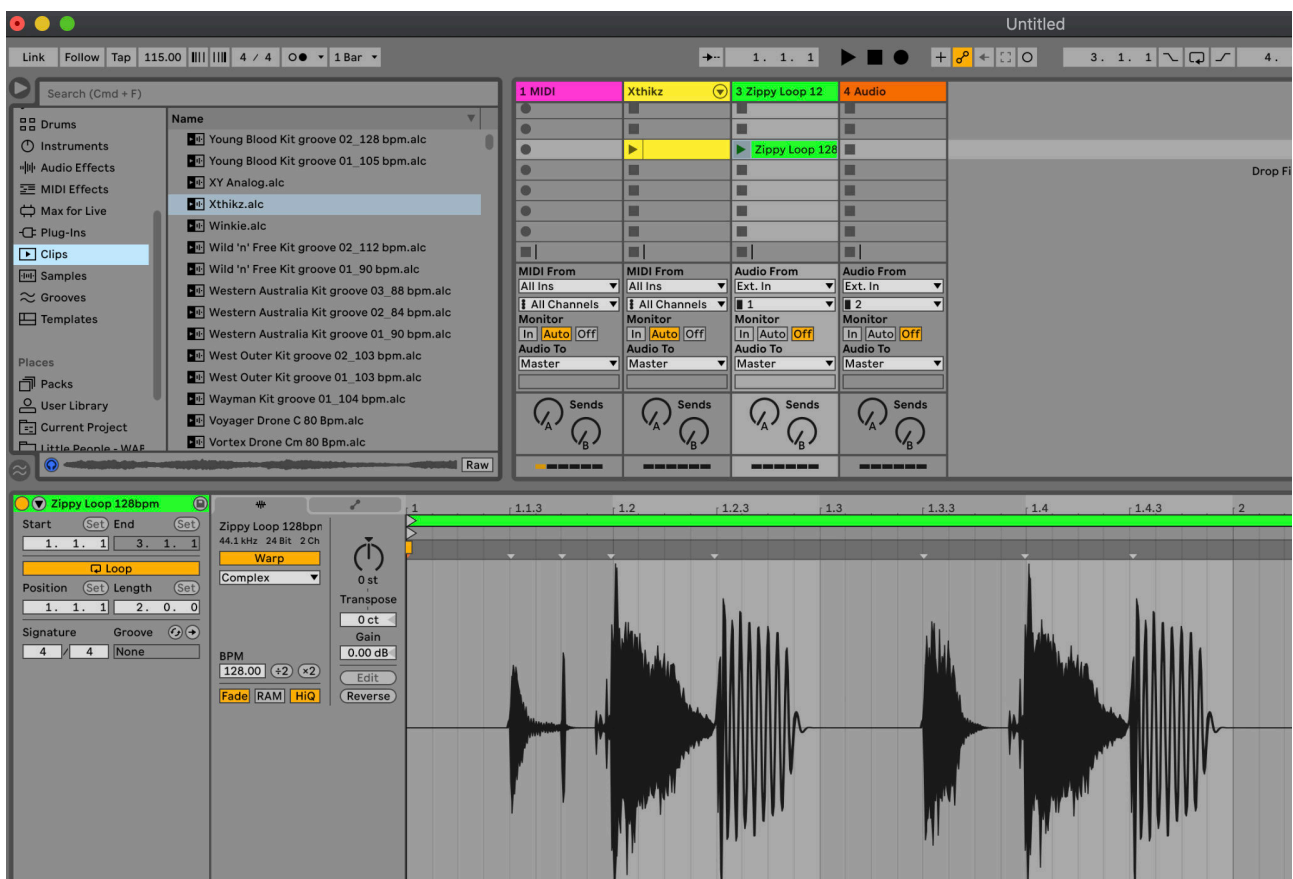 Untitled
Link Follow Tap 115.00 4 / 4 1 Bar 1. 1. 1 3. 1. 1 4.
Search (Cmd + F)
Drums
Instruments
Audio Effects
MIDI Effects
Max for Live
Plug-Ins
Clips
Samples
Grooves
Templates
Places
Packs
User Library
Current Project
Little People - WAF
Name
Young Blood Kit groove 02_128 bpm.alc
Young Blood Kit groove 01_105 bpm.alc
XY Analog.alc
Xthikz.alc
Winkie.alc
Wild 'n' Free Kit groove 02_112 bpm.alc
Wild 'n' Free Kit groove 01_90 bpm.alc
Western Australia Kit groove 03_88 bpm.alc
Western Australia Kit groove 02_84 bpm.alc
Western Australia Kit groove 01_90 bpm.alc
West Outer Kit groove 02_103 bpm.alc
West Outer Kit groove 01_103 bpm.alc
Wayman Kit groove 01_104 bpm.alc
Voyager Drone C 80 Bpm.alc
Vortex Drone Cm 80 Bpm.alc
Raw
1 MIDI Xthikz 3 Zippy Loop 12 4 Audio
Zippy Loop 128
Drop Fi
MIDI From MIDI From Audio From Audio From
All Ins All Ins Ext. In Ext. In
All Channels All Channels 1 2
Monitor Monitor Monitor Monitor
In Auto Off In Auto Off In Auto Off In Auto Off
Audio To Audio To Audio To Audio To
Master Master Master Master
Sends Sends Sends Sends
A A A A
B B B B
Zippy Loop 128bpm
Start Set End Set
1. 1. 1 3. 1. 1
Loop
Position Set Length Set
1. 1. 1 2. 0. 0
Signature Groove
4 / 4 None
Zippy Loop 128bpn
44.1 kHz 24 Bit 2 Ch
Warp
Complex
BPM
128.00 ÷2 ×2
Fade RAM HiQ
0 st
Transpose
0 ct
Gain
0.00 dB
Edit
Reverse
1 1.1.3 1.2 1.2.3 1.3 1.3.3 1.4 1.4.3 2